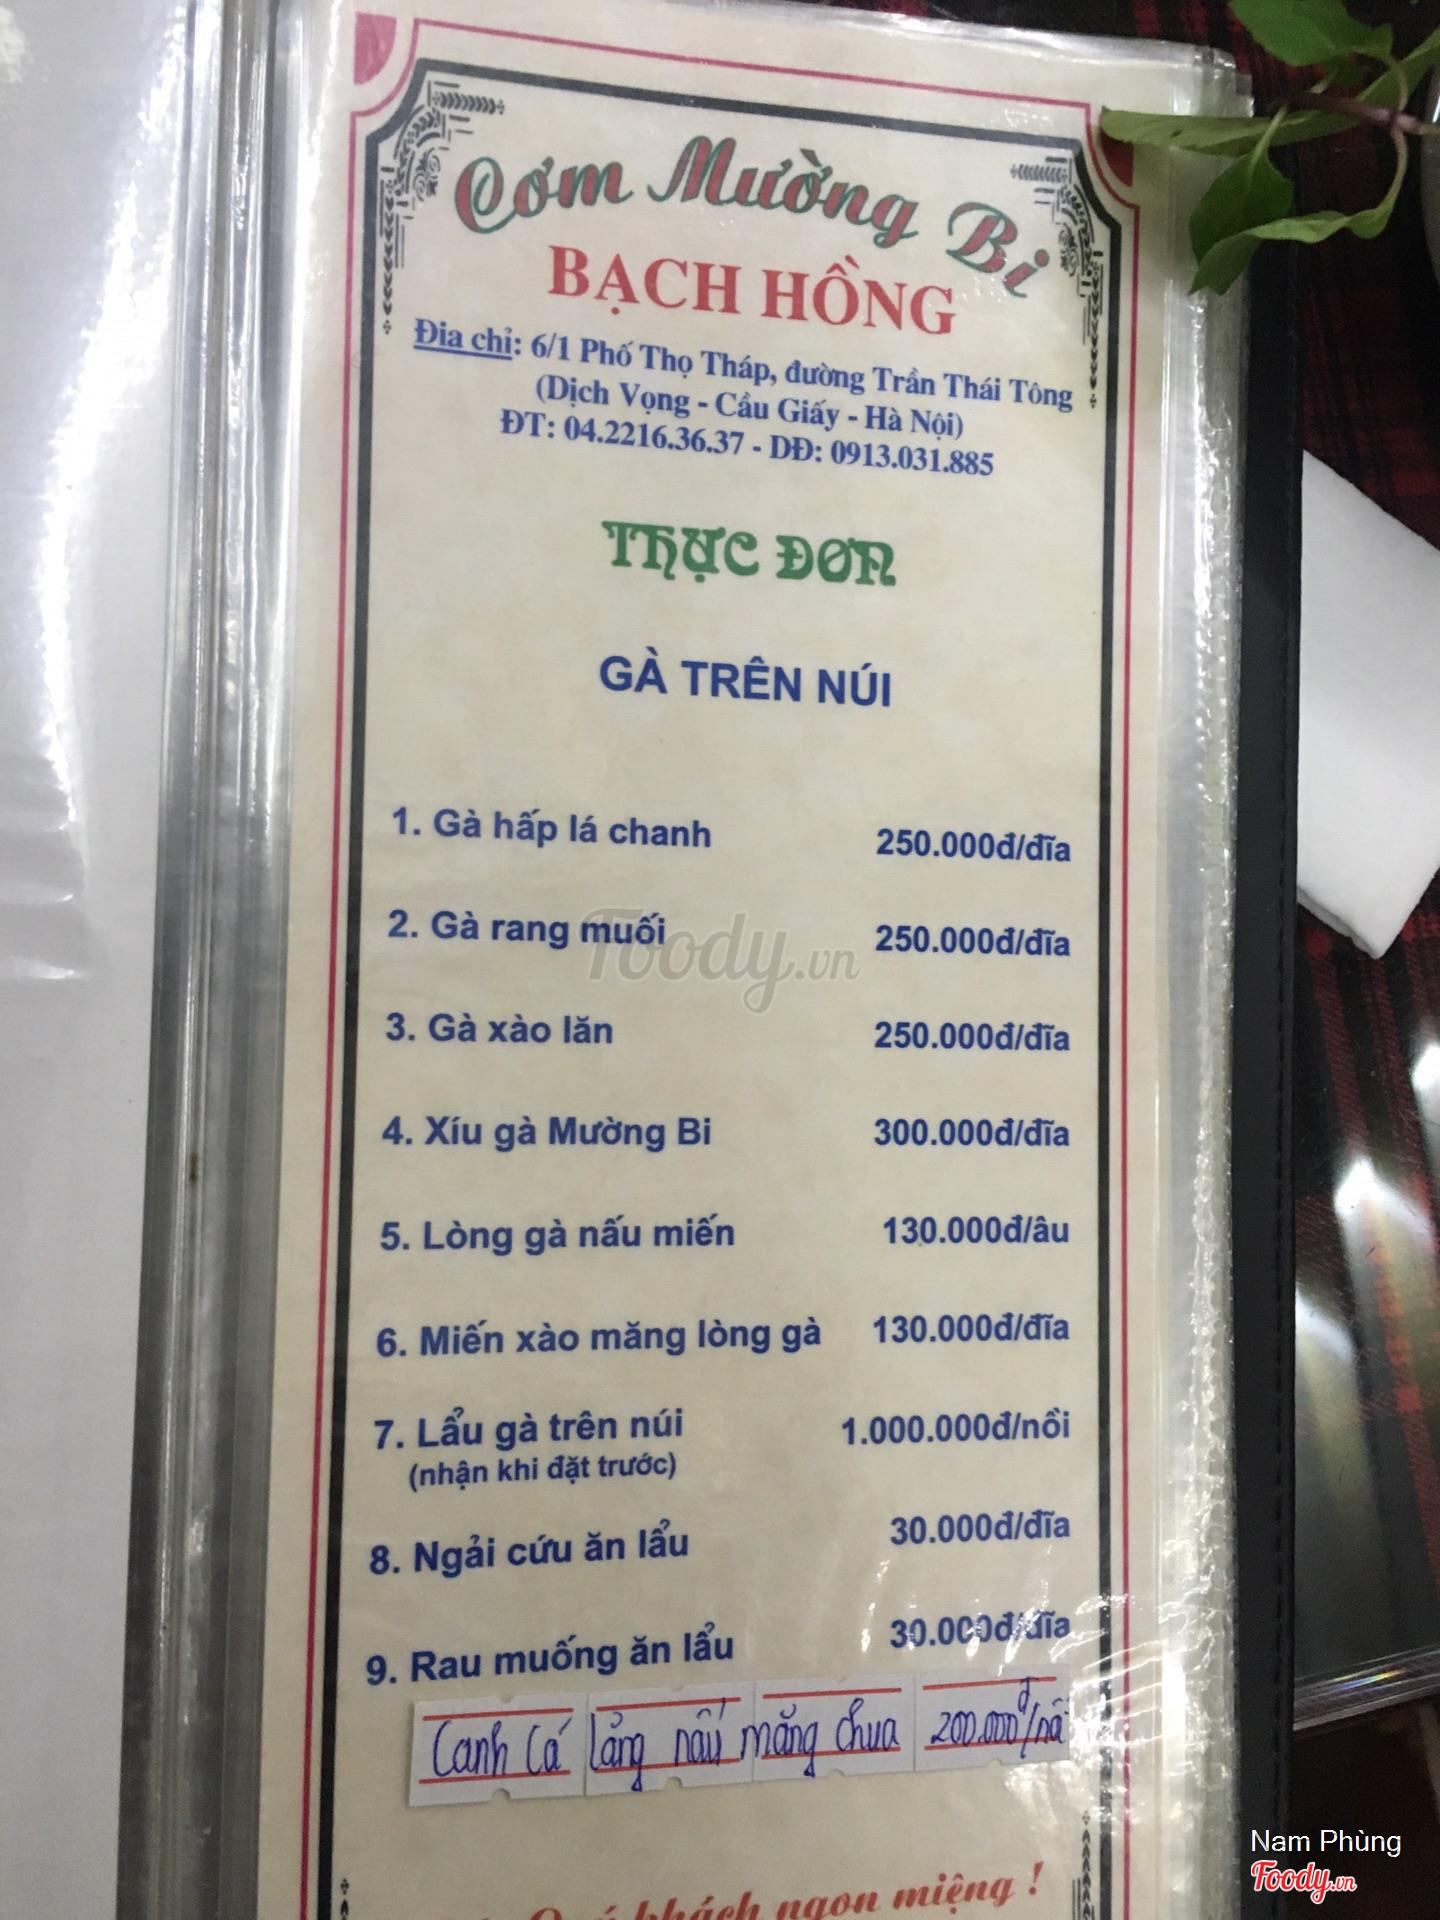 Cơm Mường Bi
BẠCH HỒNG
Đia chỉ: 6/1 Phố Thọ Tháp, đường Trần Thái Tông
(Dịch Vọng - Cầu Giấy - Hà Nội)
ĐT: 04.2216.36.37 - DĐ: 0913.031.885
THỰC ĐƠN
GÀ TRÊN NÚI
1. Gà hấp lá chanh 250.000đ/đĩa
2. Gà rang muối 250.000đ/đĩa
Foody.vn
3. Gà xào lăn 250.000đ/đĩa
4. Xíu gà Mường Bi 300.000đ/đĩa
5. Lòng gà nấu miến 130.000đ/âu
6. Miến xào măng lòng gà 130.000đ/đĩa
7. Lẩu gà trên núi 1.000.000đ/nồi
(nhận khi đặt trước)
8. Ngải cứu ăn lẩu 30.000đ/đĩa
9. Rau muống ăn lẩu 30.000đ/đĩa
Canh Cá lăng nấu măng chua 200.000đ
khách ngon miệng !
Nam Phùng
Foody.vn